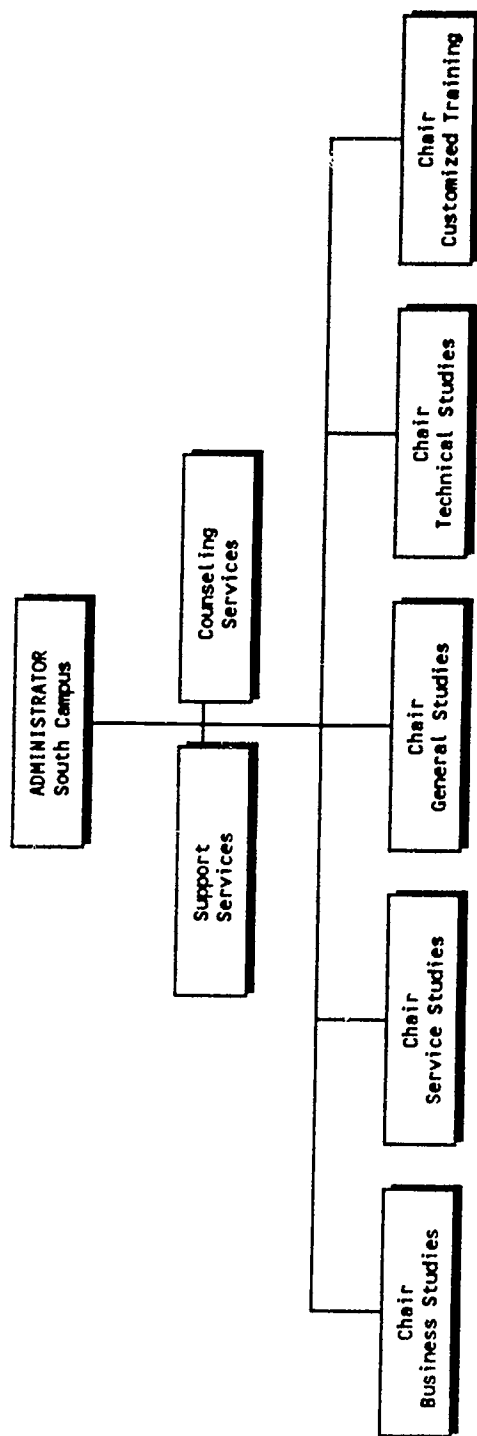 ADMINISTRATOR
South Campus
Support
Services
Counseling
Services
Chair
Business Studies
Chair
Service Studies
Chair
General Studies
Chair
Technical Studies
Chair
Customized Training